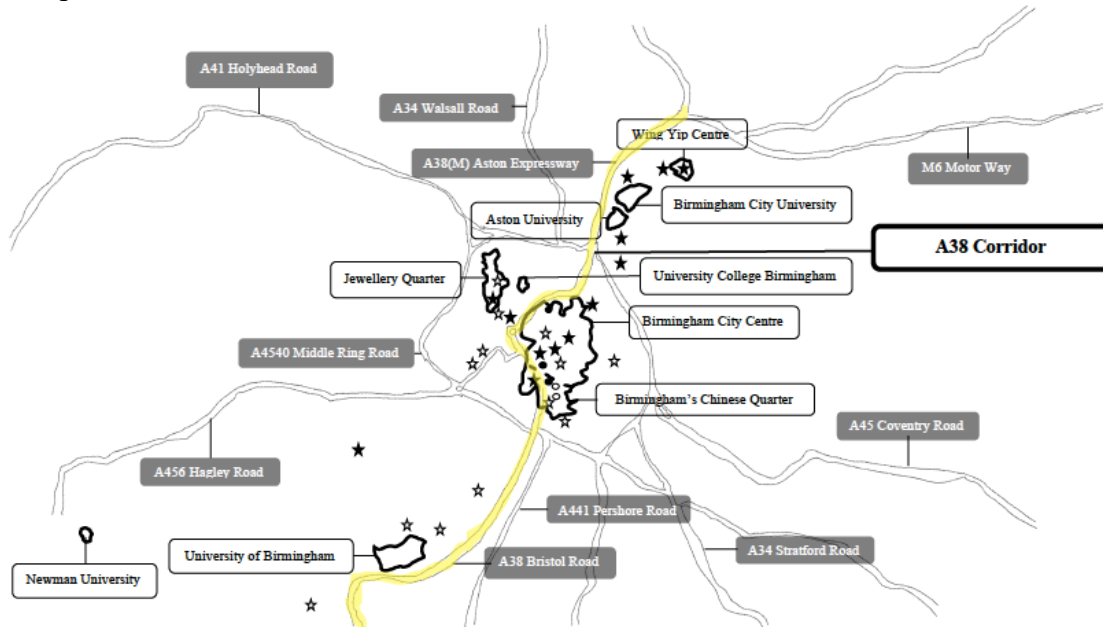 A41 Holyhead Road
A34 Walsall Road
Wing Yip Centre
A38(M) Aston Expressway
M6 Motor Way
Birmingham City University
Aston University
A38 Corridor
Jewellery Quarter
University College Birmingham
Birmingham City Centre
A4540 Middle Ring Road
Birmingham's Chinese Quarter
A45 Coventry Road
A456 Hagley Road
A441 Pershore Road
University of Birmingham
A38 Bristol Road
A34 Stratford Road
Newman University